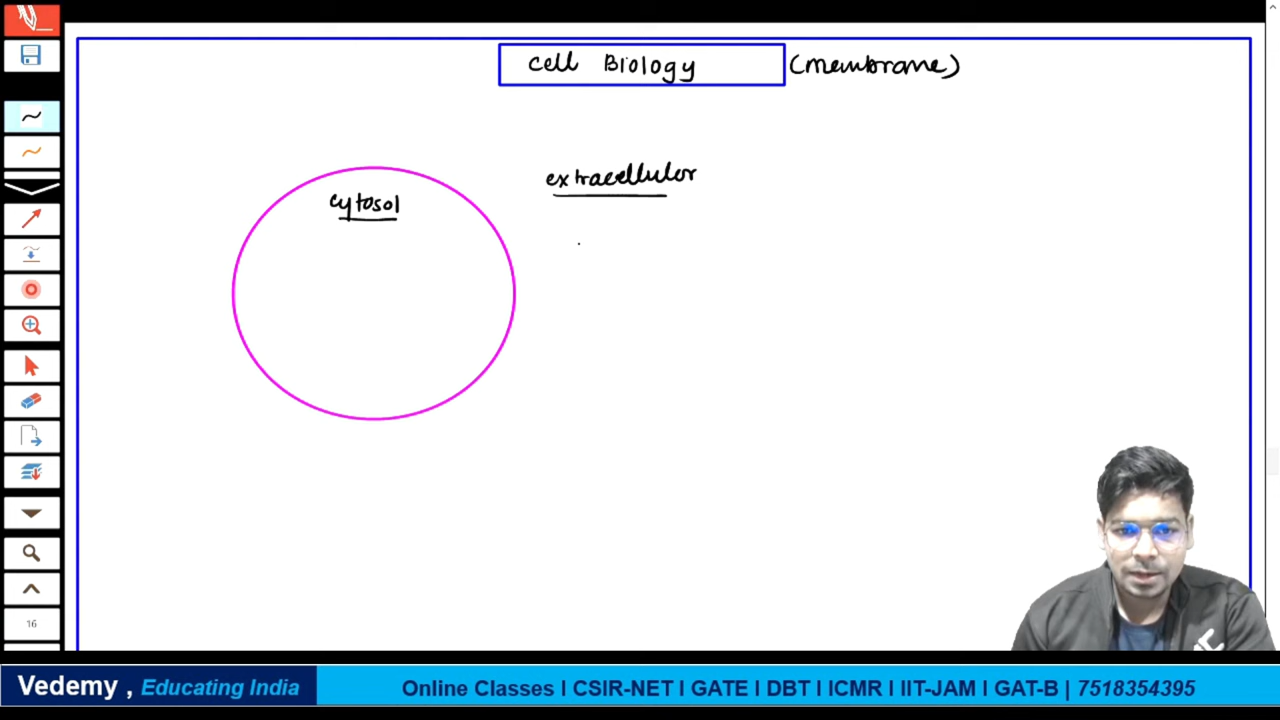 cell Biology (membrane)
extracellulor
cytosol
16
Vedemy , Educating India
Online Classes I CSIR-NET I GATE I DBT I ICMR I IIT-JAM I GAT-B | 7518354395